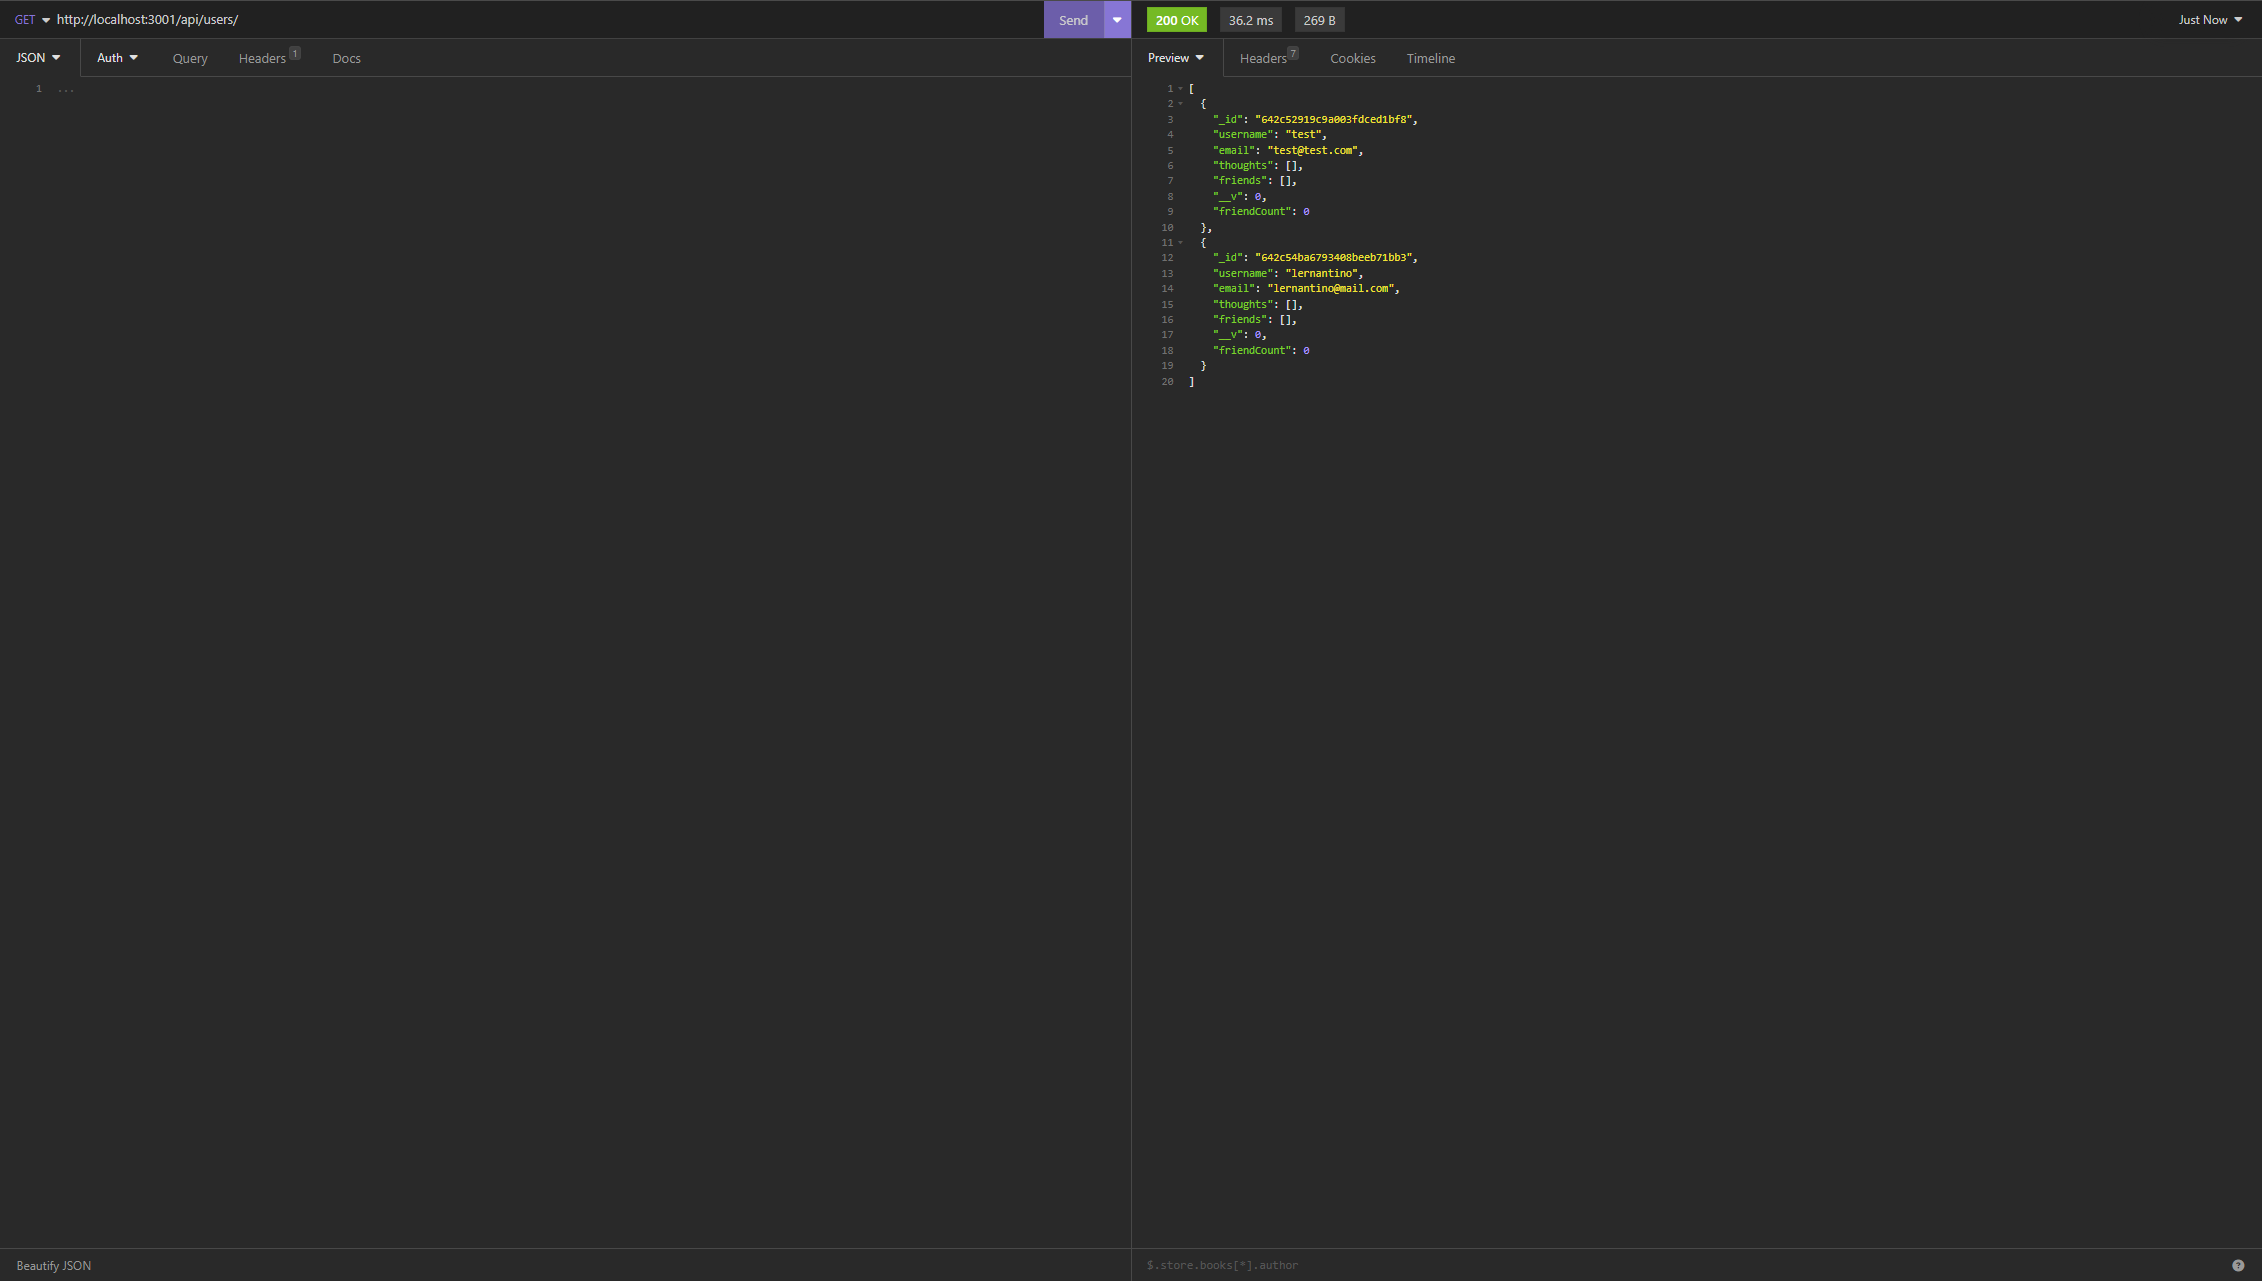 GET http://localhost:3001/api/users/ Send
200 OK 36.2 ms 269 B Just Now
JSON Auth Query Headers 1 Docs
Preview Headers 7 Cookies Timeline
1 ...
1 [
2 {
3 "_id": "642c52919c9a003fdced1bf8",
4 "username": "test",
5 "email": "test@test.com",
6 "thoughts": [],
7 "friends": [],
8 "__v": 0,
9 "friendCount": 0
10 },
11 {
12 "_id": "642c54ba6793408beeb71bb3",
13 "username": "lernantino",
14 "email": "lernantino@mail.com",
15 "thoughts": [],
16 "friends": [],
17 "__v": 0,
18 "friendCount": 0
19 }
20 ]
Beautify JSON
$.store.books[*].author ?